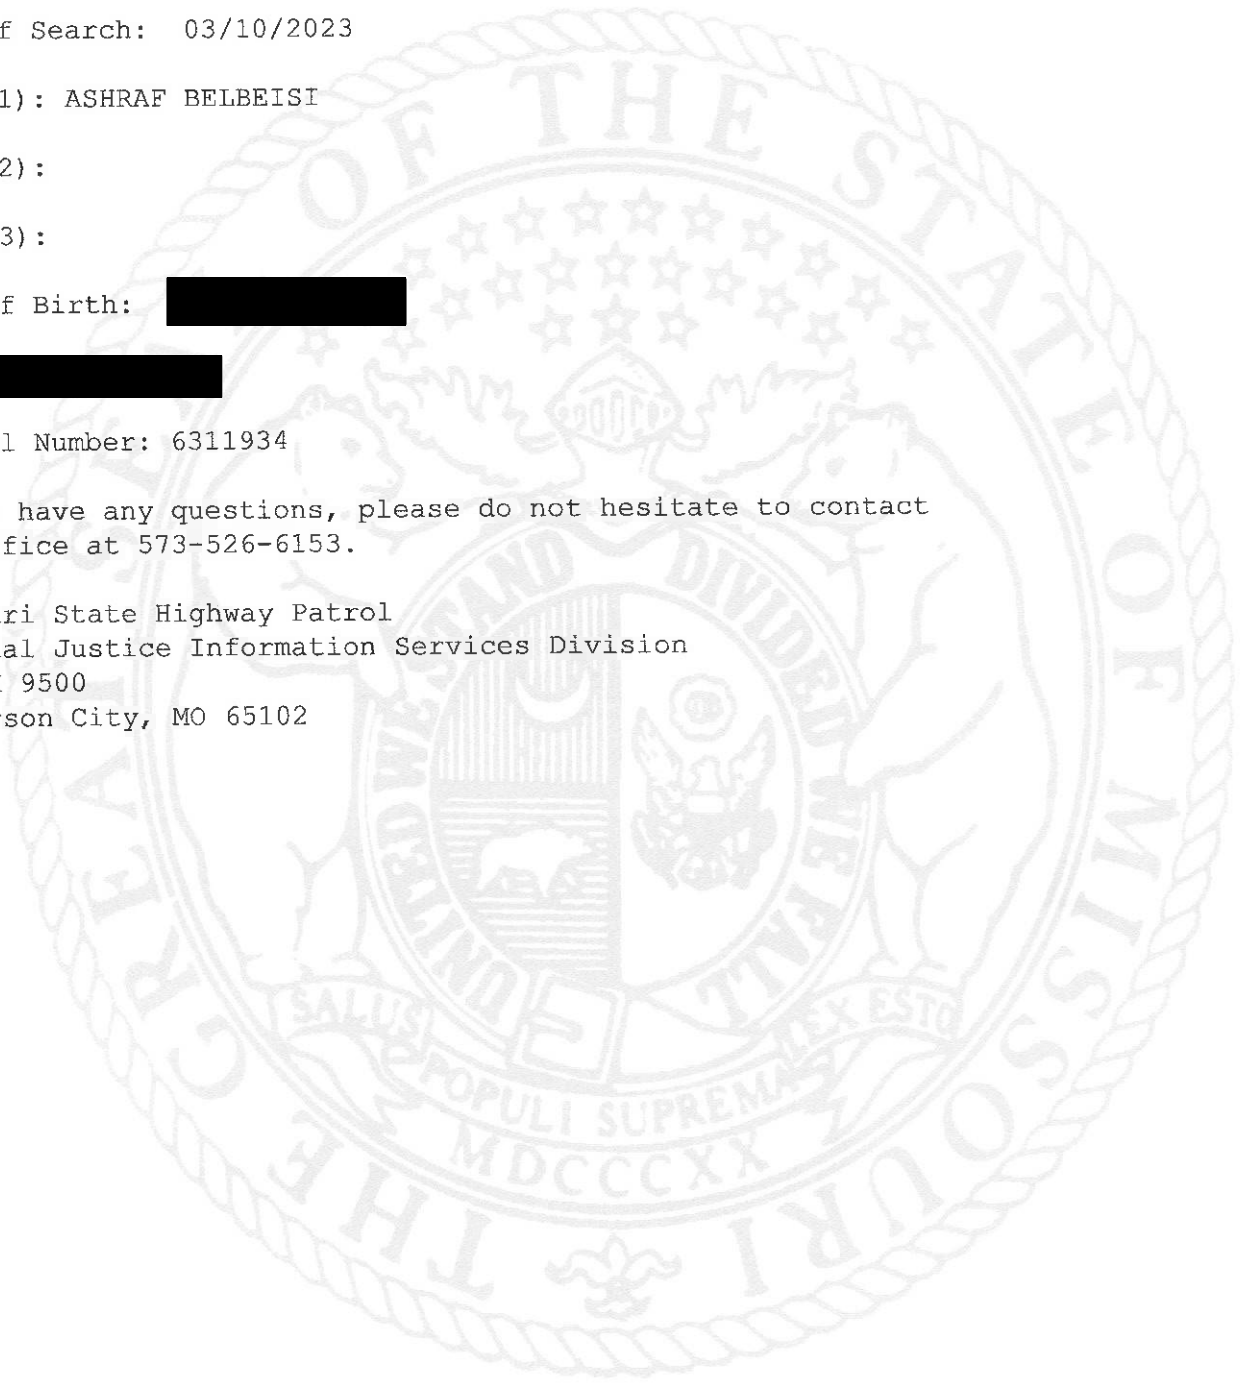 f Search: 03/10/2023
1): ASHRAF BELBEISI
2):
3):
f Birth:
l Number: 6311934
have any questions, please do not hesitate to contact
fice at 573-526-6153.
ri State Highway Patrol
al Justice Information Services Division
9500
son City, MO 65102
THE GREAT SEAL OF THE STATE OF MISSOURI
UNITED WE STAND DIVIDED WE FALL
SALUS POPULI SUPREMA LEX ESTO
MDCCCXX